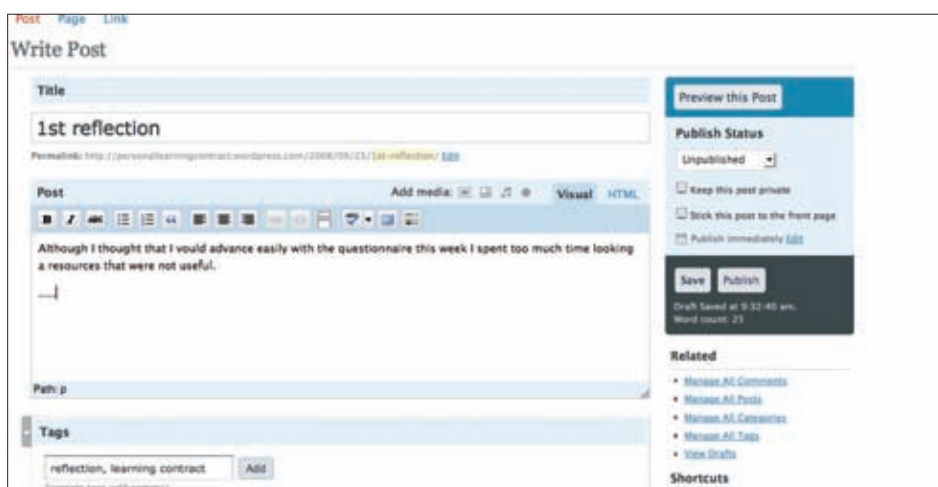 Post Page Link
Write Post
Title
1st reflection
Permalink: http://personallearningcontract.wordpress.com/2008/09/23/1st-reflection/ Edit
Post Add media: Visual HTML
Although I thought that I would advance easily with the questionnaire this week I spent too much time looking
a resources that were not useful.
....
Path: p
Tags
reflection, learning contract Add
Preview this Post
Publish Status
Unpublished
Keep this post private
Stick this post to the front page
Publish immediately Edit
Save Publish
Draft Saved at 9:32:40 am.
Word count: 25
Related
Manage All Comments
Manage All Posts
Manage All Categories
Manage All Tags
View Drafts
Shortcuts